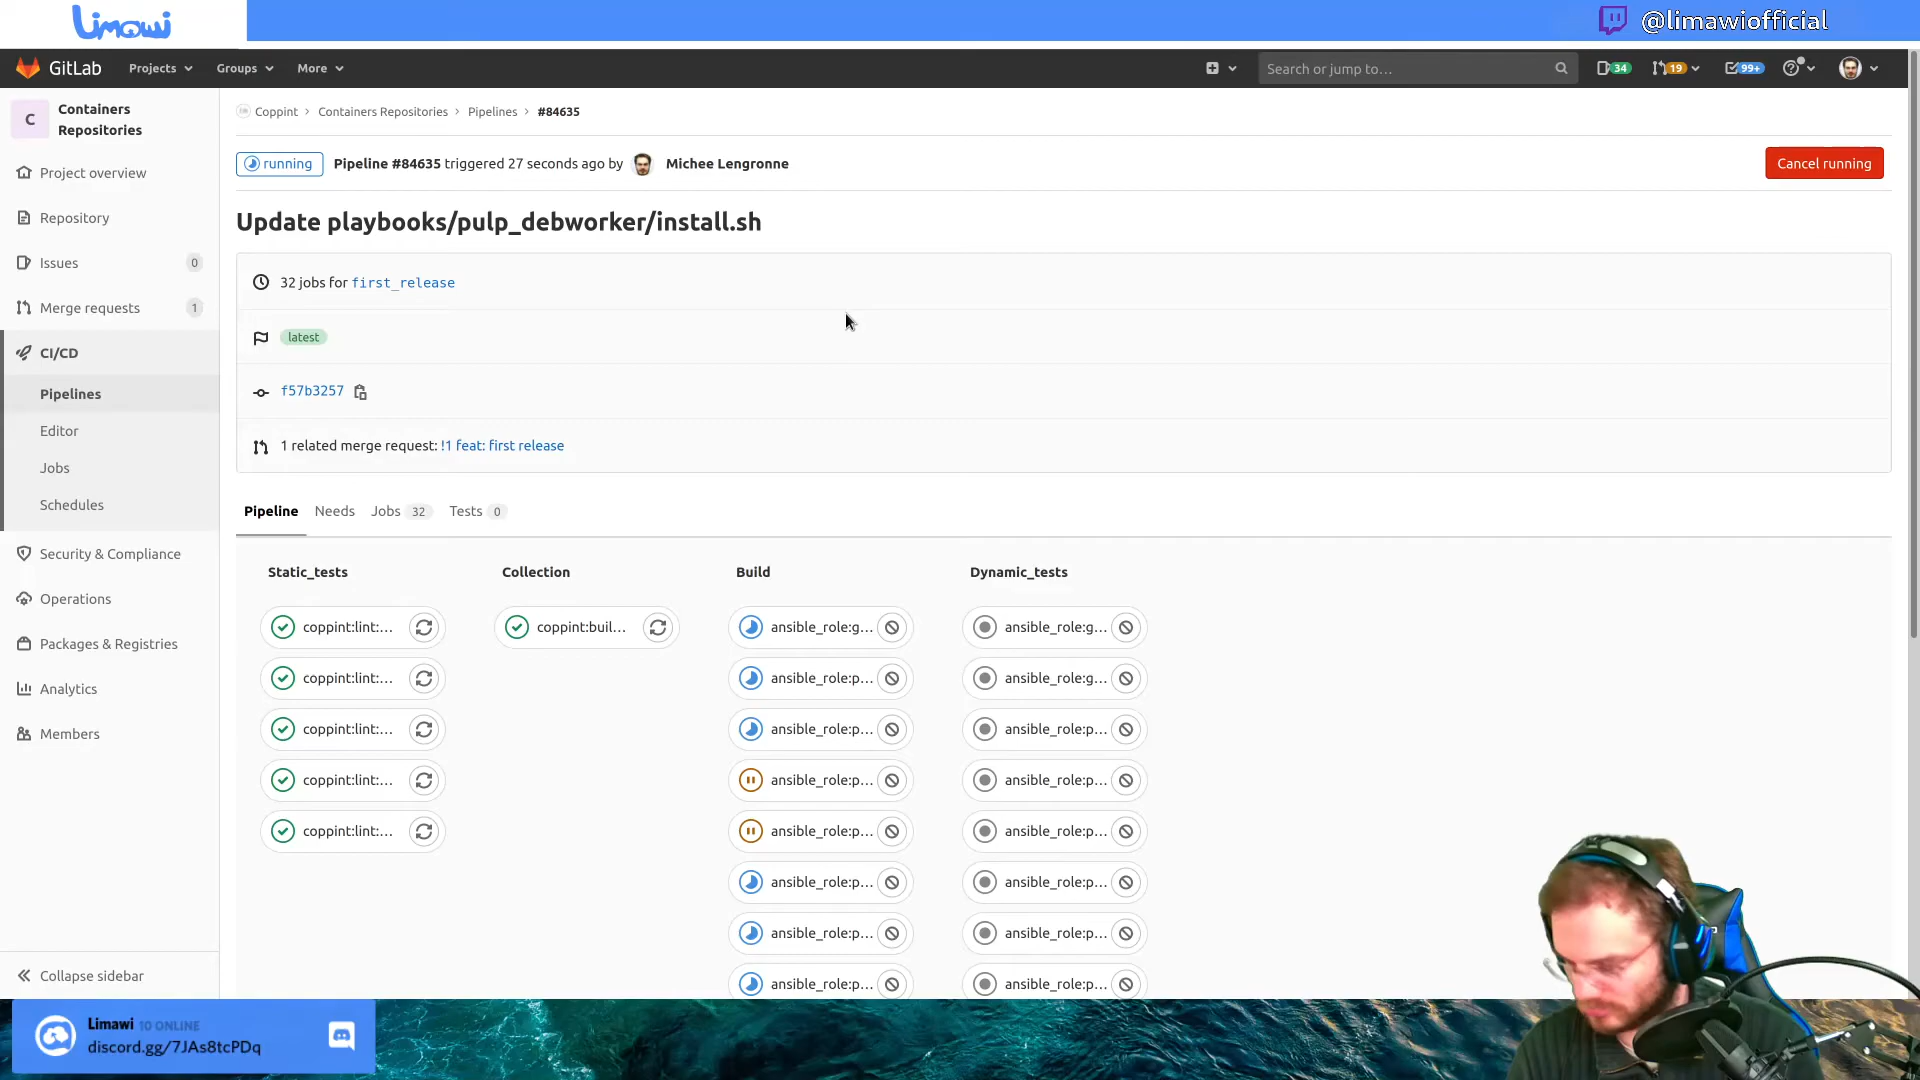 Limawi
@limawiofficial
GitLab
Projects
Groups
More
Search or jump to…
34
19
99+
C
Containers Repositories
Project overview
Repository
Issues 0
Merge requests 1
CI/CD
Pipelines
Editor
Jobs
Schedules
Security & Compliance
Operations
Packages & Registries
Analytics
Members
Collapse sidebar
Coppint › Containers Repositories › Pipelines › #84635
running Pipeline #84635 triggered 27 seconds ago by Michee Lengronne
Cancel running
Update playbooks/pulp_debworker/install.sh
32 jobs for first_release
latest
f57b3257
1 related merge request: !1 feat: first release
Pipeline Needs Jobs 32 Tests 0
Static_tests
coppint:lint:...
coppint:lint:...
coppint:lint:...
coppint:lint:...
coppint:lint:...
Collection
coppint:buil...
Build
ansible_role:g...
ansible_role:p...
ansible_role:p...
ansible_role:p...
ansible_role:p...
ansible_role:p...
ansible_role:p...
ansible_role:p...
Dynamic_tests
ansible_role:g...
ansible_role:g...
ansible_role:p...
ansible_role:p...
ansible_role:p...
ansible_role:p...
ansible_role:p...
ansible_role:p...
Limawi 10 ONLINE
discord.gg/7JAs8tcPDq